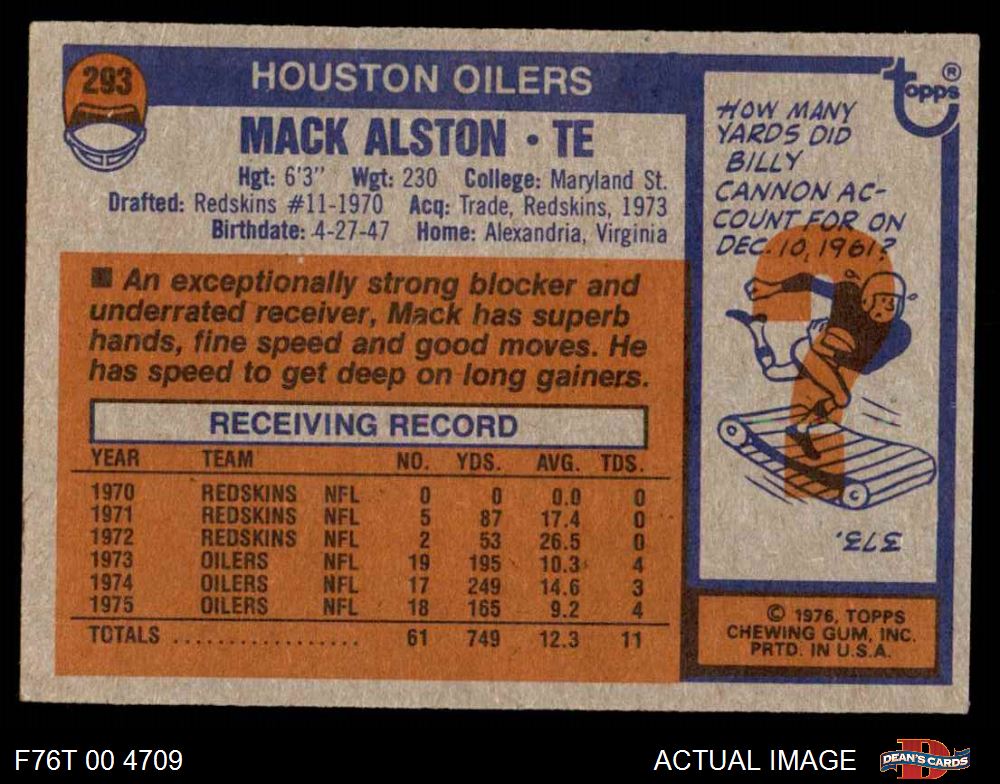 293
HOUSTON OILERS
MACK ALSTON • TE
Hgt: 6'3" Wgt: 230 College: Maryland St.
Drafted: Redskins #11-1970 Acq: Trade, Redskins, 1973
Birthdate: 4-27-47 Home: Alexandria, Virginia
■ An exceptionally strong blocker and
underrated receiver, Mack has superb
hands, fine speed and good moves. He
has speed to get deep on long gainers.
RECEIVING RECORD
YEAR TEAM NO. YDS. AVG. TDS.
1970 REDSKINS NFL 0 0 0.0 0
1971 REDSKINS NFL 5 87 17.4 0
1972 REDSKINS NFL 2 53 26.5 0
1973 OILERS NFL 19 195 10.3 4
1974 OILERS NFL 17 249 14.6 3
1975 OILERS NFL 18 165 9.2 4
TOTALS .................. 61 749 12.3 11
Topps ®
HOW MANY
YARDS DID
BILLY
CANNON AC-
COUNT FOR ON
DEC. 10, 1961?
?
373.
© 1976, TOPPS
CHEWING GUM, INC.
PRTD. IN U.S.A.
F76T 00 4709
ACTUAL IMAGE
DEAN'S CARDS